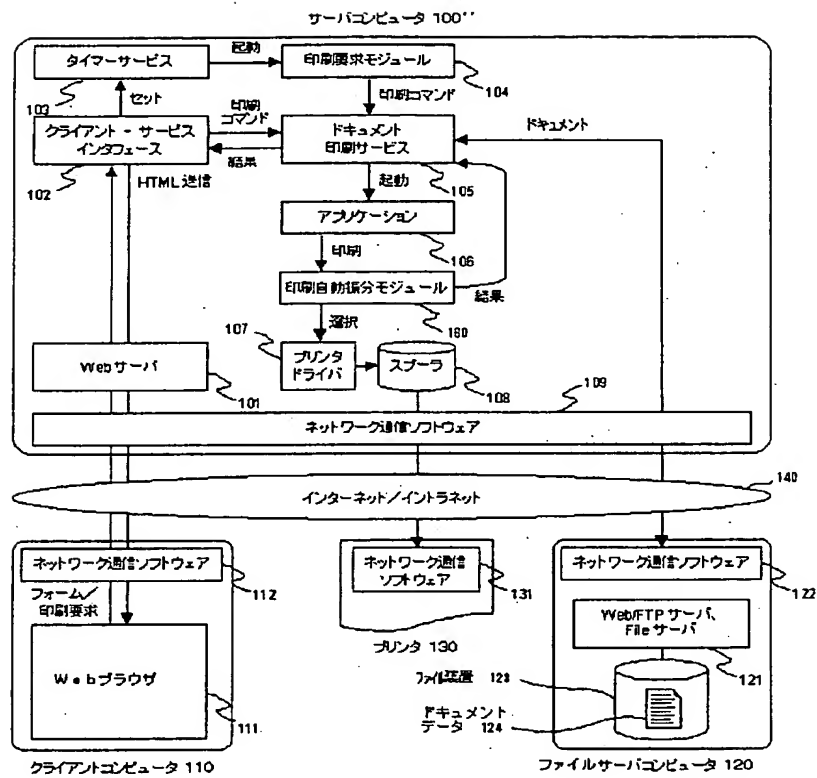 サーバコンピュータ 100''
タイマーサービス
起動
印刷要求モジュール
103
セット
104
印刷
コマンド
印刷コマンド
ドキュメント
クライアント - サービス
インタフェース
ドキュメント
印刷サービス
結果
102
HTML送信
起動
105
アプリケーション
印刷
106
印刷自動振分モジュール
結果
選択
160
107
Webサーバ
プリンタ
ドライバ
スプーラ
101
108
109
ネットワーク通信ソフトウェア
インターネット/イントラネット
140
ネットワーク通信ソフトウェア
112
ネットワーク通信
ソフトウェア
131
ネットワーク通信ソフトウェア
122
フォーム/
印刷要求
Web/FTP サーバ、
File サーバ
プリンタ 130
121
Webブラウザ
ファイル装置 123
111
ドキュメント
データ 124
クライアントコンピュータ 110
ファイルサーバコンピュータ 120